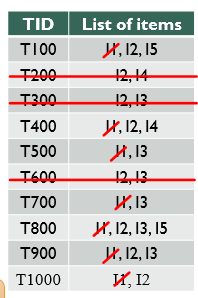 TID List of items
T100 I1, I2, I5
T200 I2, I4
T300 I2, I3
T400 I1, I2, I4
T500 I1, I3
T600 I2, I3
T700 I1, I3
T800 I1, I2, I3, I5
T900 I1, I2, I3
T1000 I1, I2